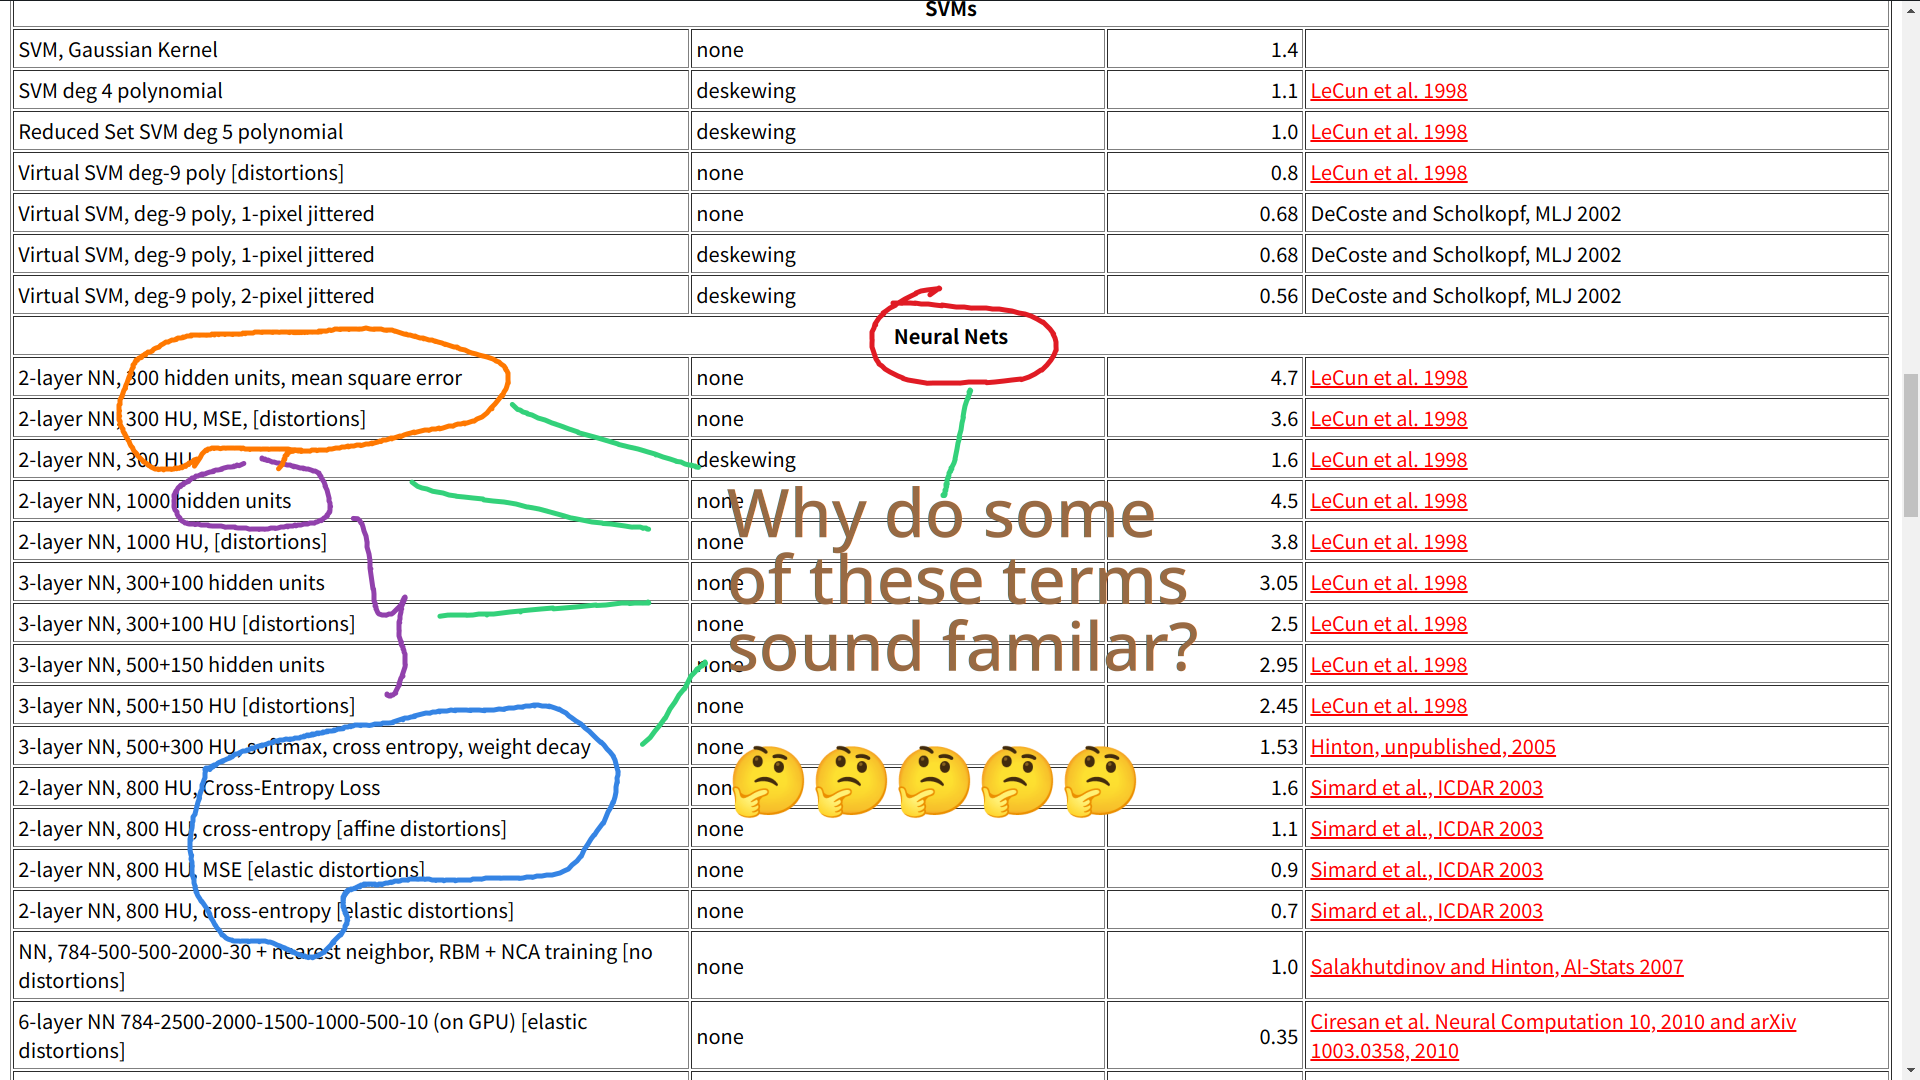 SVMs
SVM, Gaussian Kernel none 1.4
SVM deg 4 polynomial deskewing 1.1 LeCun et al. 1998
Reduced Set SVM deg 5 polynomial deskewing 1.0 LeCun et al. 1998
Virtual SVM deg-9 poly [distortions] none 0.8 LeCun et al. 1998
Virtual SVM, deg-9 poly, 1-pixel jittered none 0.68 DeCoste and Scholkopf, MLJ 2002
Virtual SVM, deg-9 poly, 1-pixel jittered deskewing 0.68 DeCoste and Scholkopf, MLJ 2002
Virtual SVM, deg-9 poly, 2-pixel jittered deskewing 0.56 DeCoste and Scholkopf, MLJ 2002
Neural Nets
2-layer NN, 300 hidden units, mean square error none 4.7 LeCun et al. 1998
2-layer NN, 300 HU, MSE, [distortions] none 3.6 LeCun et al. 1998
2-layer NN, 300 HU deskewing 1.6 LeCun et al. 1998
2-layer NN, 1000 hidden units none 4.5 LeCun et al. 1998
2-layer NN, 1000 HU, [distortions] none 3.8 LeCun et al. 1998
3-layer NN, 300+100 hidden units none 3.05 LeCun et al. 1998
3-layer NN, 300+100 HU [distortions] none 2.5 LeCun et al. 1998
3-layer NN, 500+150 hidden units none 2.95 LeCun et al. 1998
3-layer NN, 500+150 HU [distortions] none 2.45 LeCun et al. 1998
3-layer NN, 500+300 HU, softmax, cross entropy, weight decay none 1.53 Hinton, unpublished, 2005
2-layer NN, 800 HU, Cross-Entropy Loss none 1.6 Simard et al., ICDAR 2003
2-layer NN, 800 HU, cross-entropy [affine distortions] none 1.1 Simard et al., ICDAR 2003
2-layer NN, 800 HU, MSE [elastic distortions] none 0.9 Simard et al., ICDAR 2003
2-layer NN, 800 HU, cross-entropy [elastic distortions] none 0.7 Simard et al., ICDAR 2003
NN, 784-500-500-2000-30 + nearest neighbor, RBM + NCA training [no
distortions] none 1.0 Salakhutdinov and Hinton, AI-Stats 2007
6-layer NN 784-2500-2000-1500-1000-500-10 (on GPU) [elastic
distortions] none 0.35 Ciresan et al. Neural Computation 10, 2010 and arXiv
1003.0358, 2010
Why do some
of these terms
sound familar?